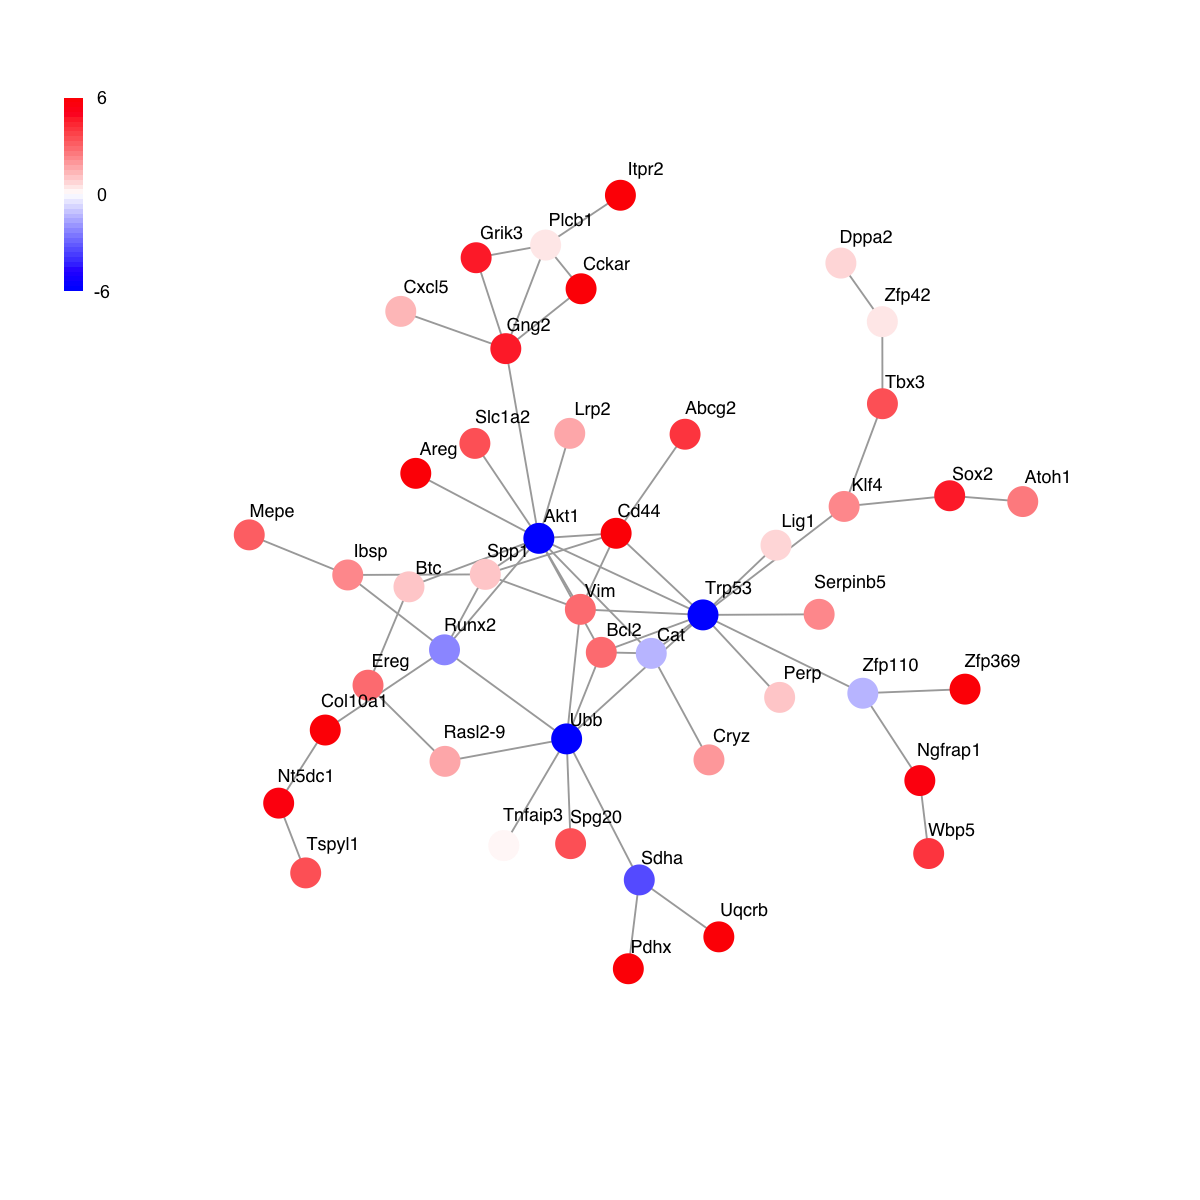 6
0
-6
Itpr2
Plcb1
Grik3
Cckar
Cxcl5
Gng2
Dppa2
Zfp42
Tbx3
Lrp2
Abcg2
Slc1a2
Areg
Sox2
Atoh1
Klf4
Mepe
Akt1
Cd44
Lig1
Ibsp
Spp1
Btc
Vim
Trp53
Serpinb5
Runx2
Bcl2
Cat
Ereg
Perp
Zfp110
Zfp369
Col10a1
Ubb
Rasl2-9
Cryz
Ngfrap1
Nt5dc1
Tnfaip3
Spg20
Wbp5
Tspyl1
Sdha
Uqcrb
Pdhx